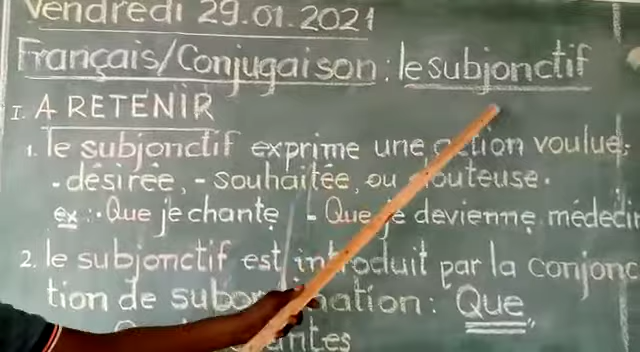 Vendredi 29.01.2021
Français/Conjugaison : le subjonctif
I. A RETENIR
1. le subjonctif exprime une action voulue,
- désirée, - souhaitée, ou douteuse.
ex : . Que je chante - Que je devienne médecin
2. le subjonctif est introduit par la conjonc
tion de subordination : Que